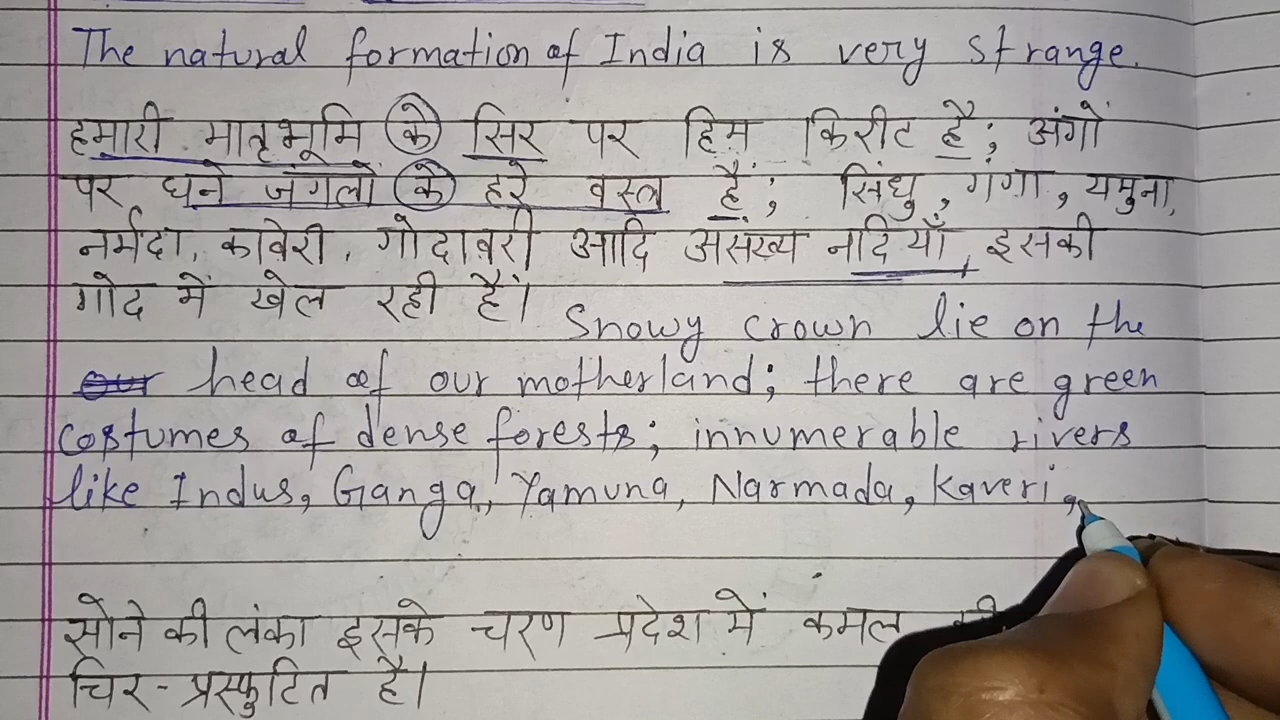 The natural formation of India is very strange.
हमारी मातृभूमि के सिर पर हिम किरीट है; अंगों
पर घने जंगलों के हरे वस्त्र हैं; सिंधु, गंगा, यमुना,
नर्मदा, कावेरी, गोदावरी आदि असंख्य नदियाँ, इसकी
गोद में खेल रही हैं।
Snowy crown lie on the
head of our motherland; there are green
costumes of dense forests; innumerable rivers
like Indus, Ganga, Yamuna, Narmada, Kaveri,
सोने की लंका इसके चरण प्रदेश में कमल
चिर-प्रस्फुटित है।